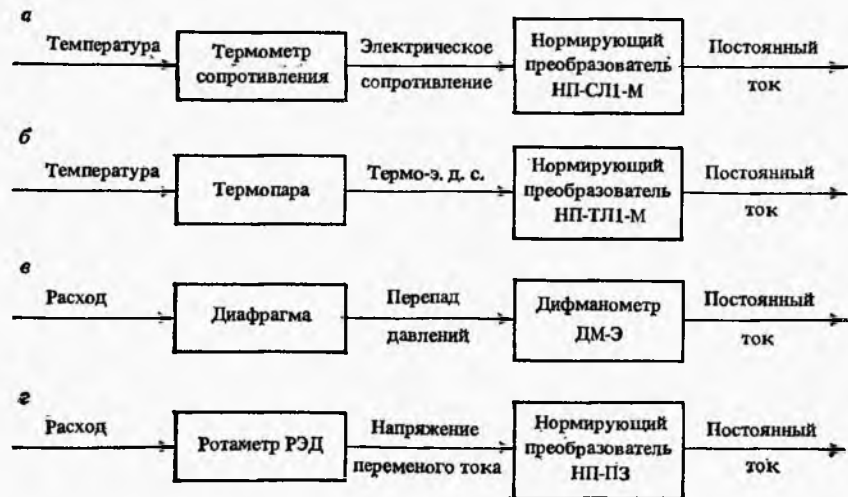 а
Температура
Термометр
сопротивления
Электрическое
сопротивление
Нормирующий
преобразователь
НП-СЛ1-М
Постоянный
ток
б
Температура
Термопара
Термо-э. д. с.
Нормирующий
преобразователь
НП-ТЛ1-М
Постоянный
ток
в
Расход
Диафрагма
Перепад
давлений
Дифманометр
ДМ-Э
Постоянный
ток
г
Расход
Ротаметр РЭД
Напряжение
переменого тока
Нормирующий
преобразователь
НП-П3
Постоянный
ток